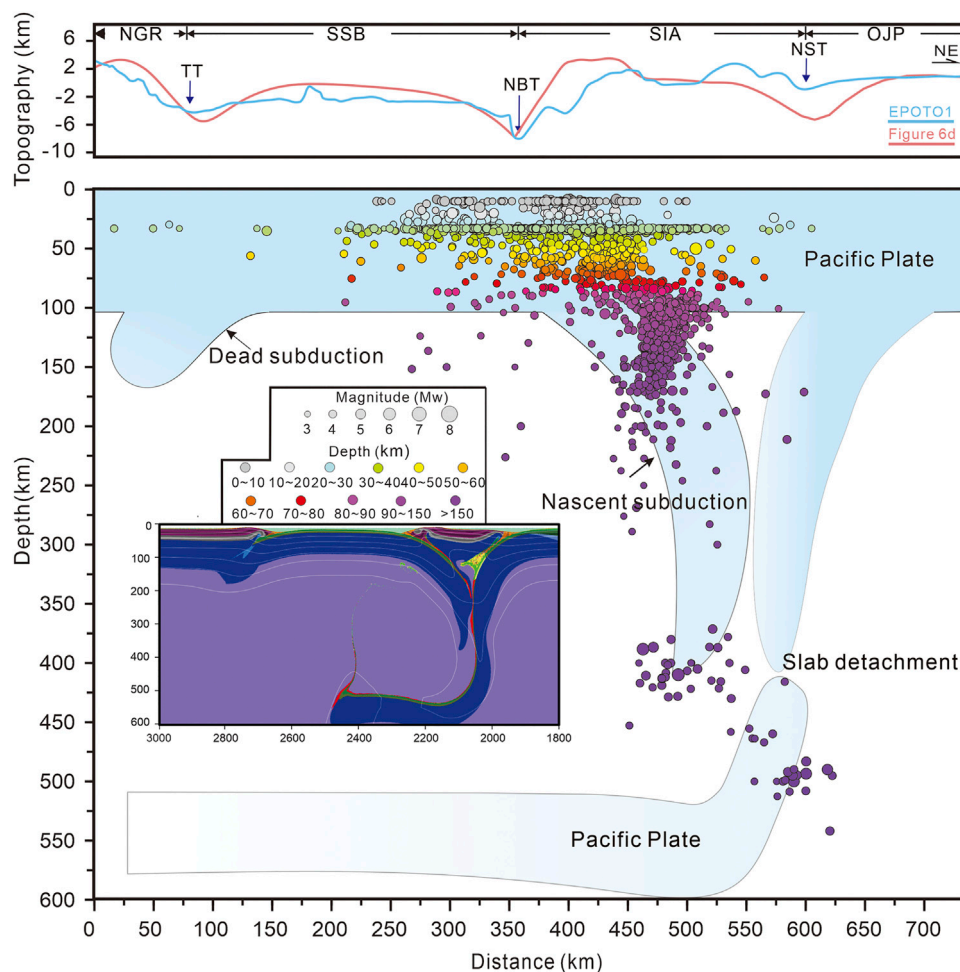 Topography (km)
6
2
-2
-6
-10
NGR
SSB
SIA
OJP
TT
NBT
NST
NE
EPOTO1
Figure 6d
Depth(km)
0
50
100
150
200
250
300
350
400
450
500
550
600
Pacific Plate
Dead subduction
Magnitude (Mw)
3 4 5 6 7 8
Depth(km)
0~10 10~20 20~30 30~40 40~50 50~60
60~70 70~80 80~90 90~150 >150
Nascent subduction
0
100
200
300
400
500
600
3000 2600 2400 2200 2000 1800
Slab detachment
Pacific Plate
0 50 100 150 200 250 300 350 400 450 500 550 600 650 700
Distance (km)